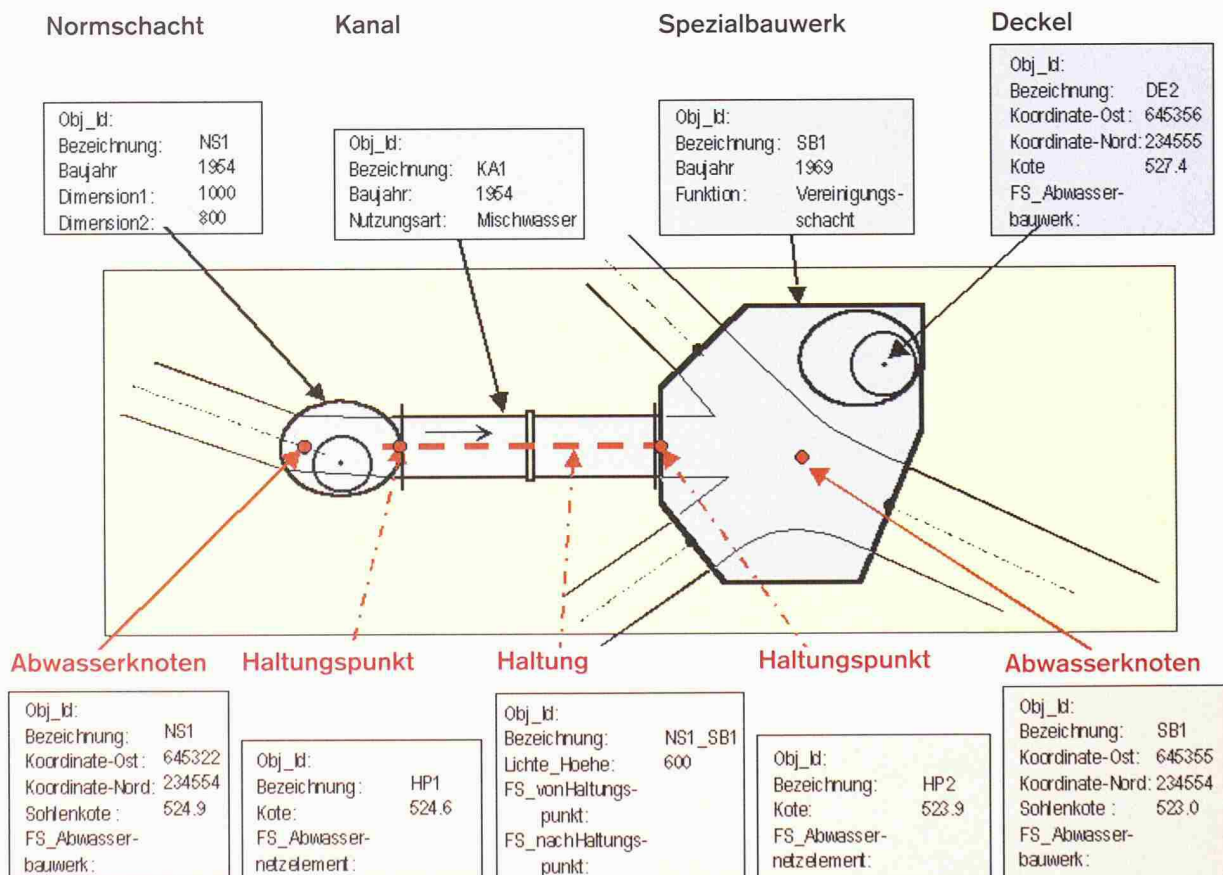 Normschacht
Kanal
Spezialbauwerk
Deckel
Obj_Id:
Bezeichnung: NS1
Baujahr 1954
Dimension1: 1000
Dimension2: 800
Obj_Id:
Bezeichnung: KA1
Baujahr: 1954
Nutzungsart: Mischwasser
Obj_Id:
Bezeichnung: SB1
Baujahr 1969
Funktion: Vereinigungs-
schacht
Obj_Id:
Bezeichnung: DE2
Koordinate-Ost: 645356
Koordinate-Nord: 234555
Kote 527.4
FS_Abwasser-
bauwerk:
Abwasserknoten
Haltungspunkt
Haltung
Haltungspunkt
Abwasserknoten
Obj_Id:
Bezeichnung: NS1
Koordinate-Ost: 645322
Koordinate-Nord: 234554
Sohlenkote: 524.9
FS_Abwasser-
bauwerk:
Obj_Id:
Bezeichnung: HP1
Kote: 524.6
FS_Abwasser-
netzelement:
Obj_Id:
Bezeichnung: NS1_SB1
Lichte_Hoehe: 600
FS_vonHaltungs-
punkt:
FS_nachHaltungs-
punkt:
Obj_Id:
Bezeichnung: HP2
Kote: 523.9
FS_Abwasser-
netzelement:
Obj_Id:
Bezeichnung: SB1
Koordinate-Ost: 645355
Koordinate-Nord: 234554
Sohlenkote : 523.0
FS_Abwasser-
bauwerk: